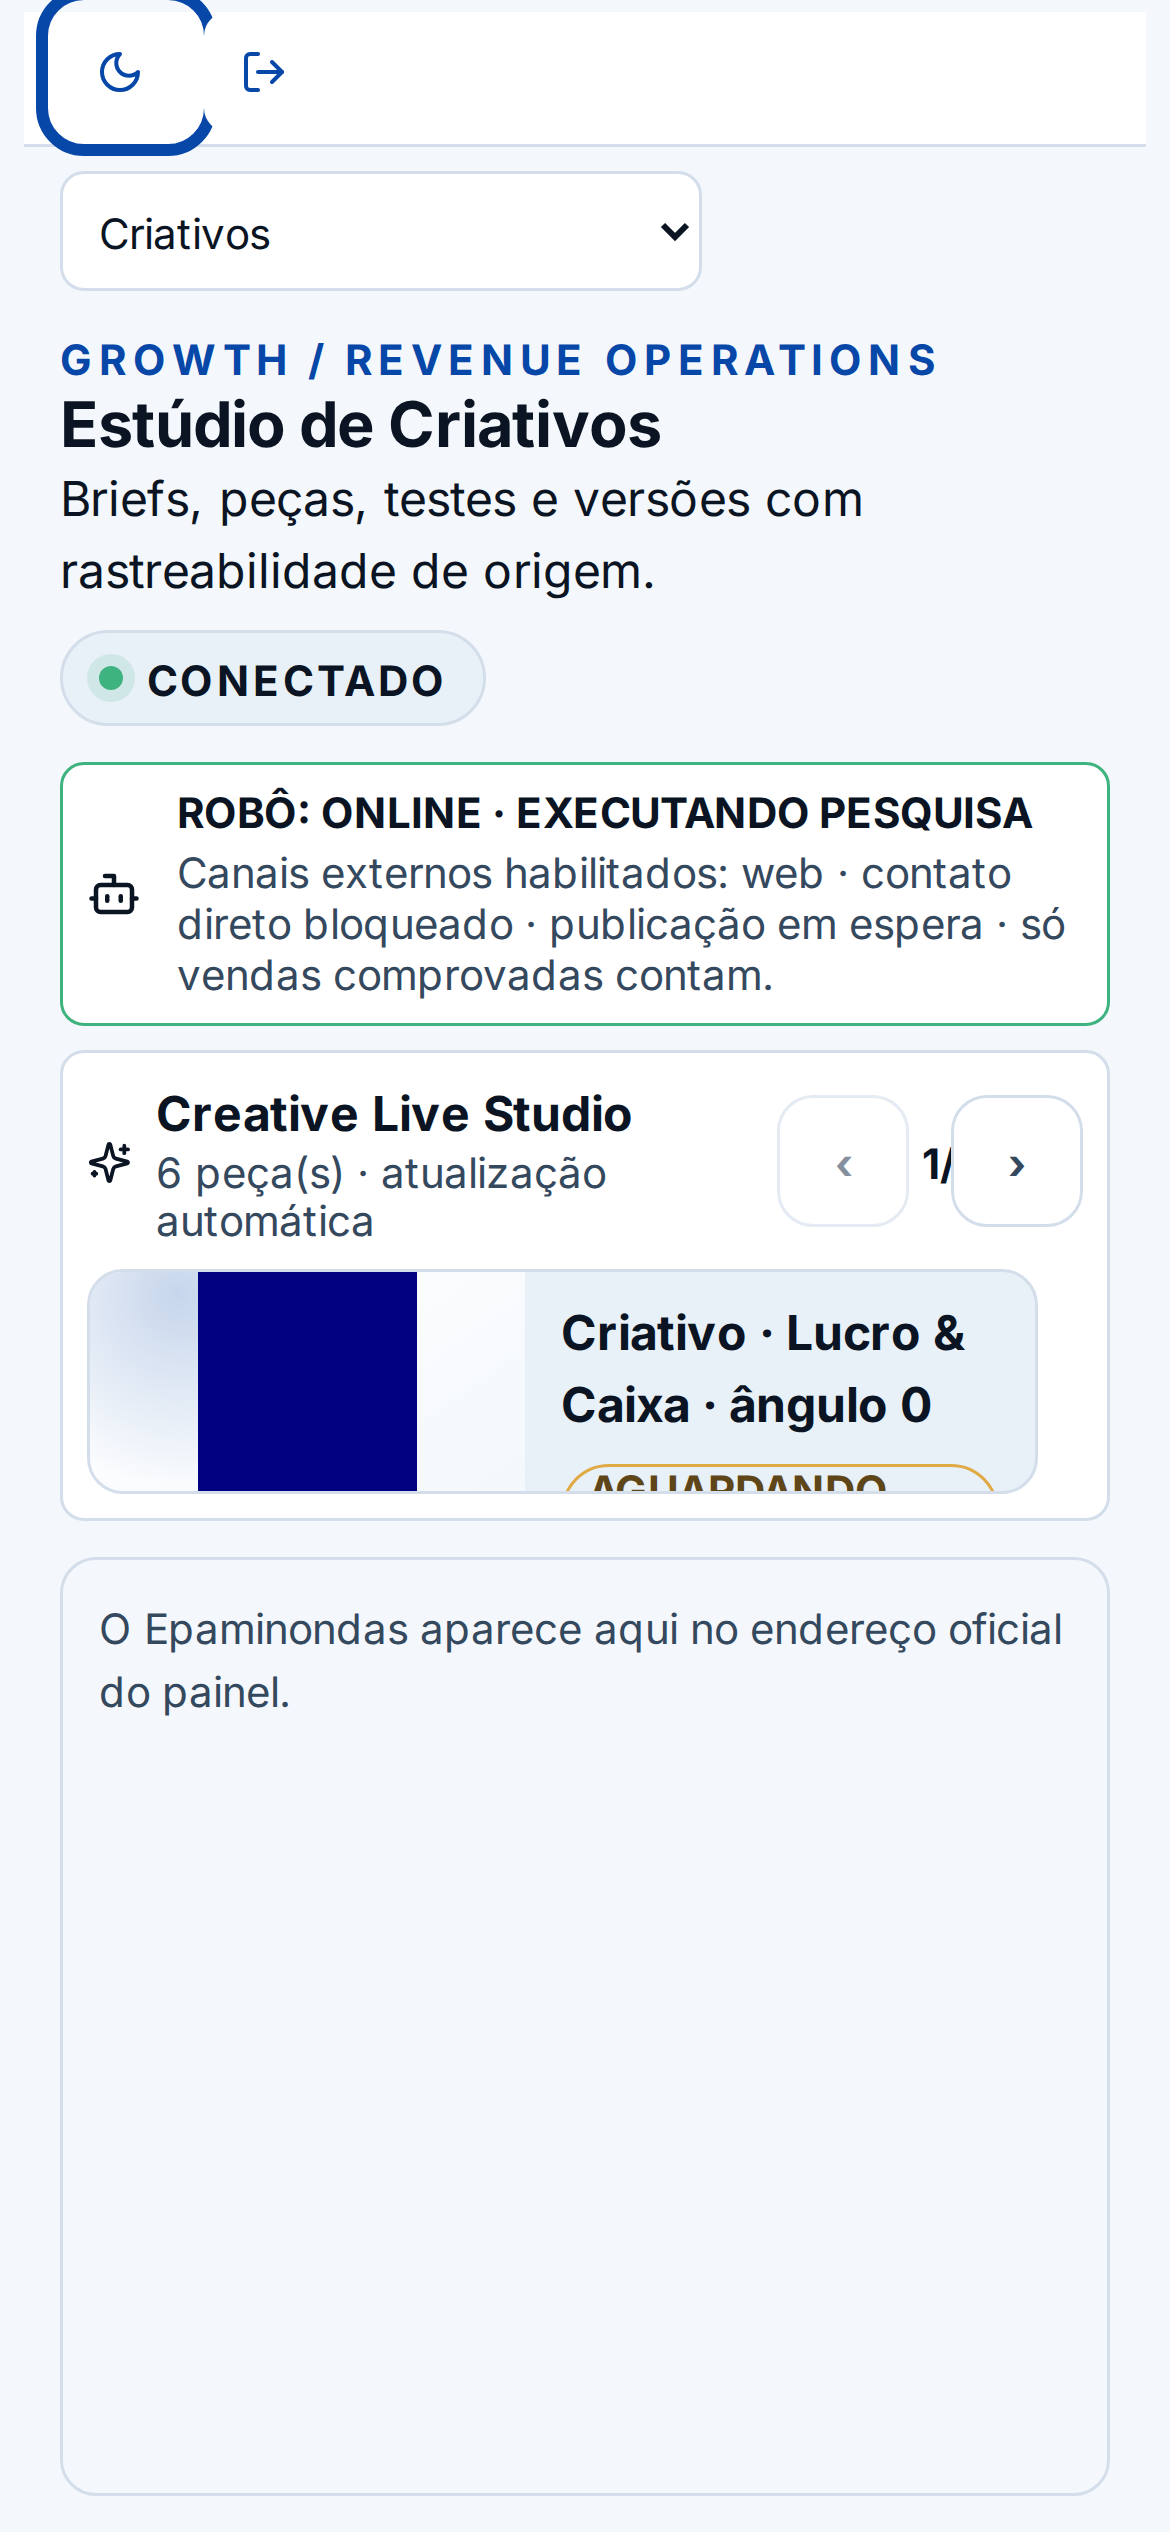 Criativos
GROWTH / REVENUE OPERATIONS
Estúdio de Criativos
Briefs, peças, testes e versões com
rastreabilidade de origem.
CONECTADO
ROBÔ: ONLINE · EXECUTANDO PESQUISA
Canais externos habilitados: web · contato
direto bloqueado · publicação em espera · só
vendas comprovadas contam.
Creative Live Studio
6 peça(s) · atualização
automática
‹ 1/ ›
Criativo · Lucro &
Caixa · ângulo 0
AGUARDANDO
O Epaminondas aparece aqui no endereço oficial
do painel.